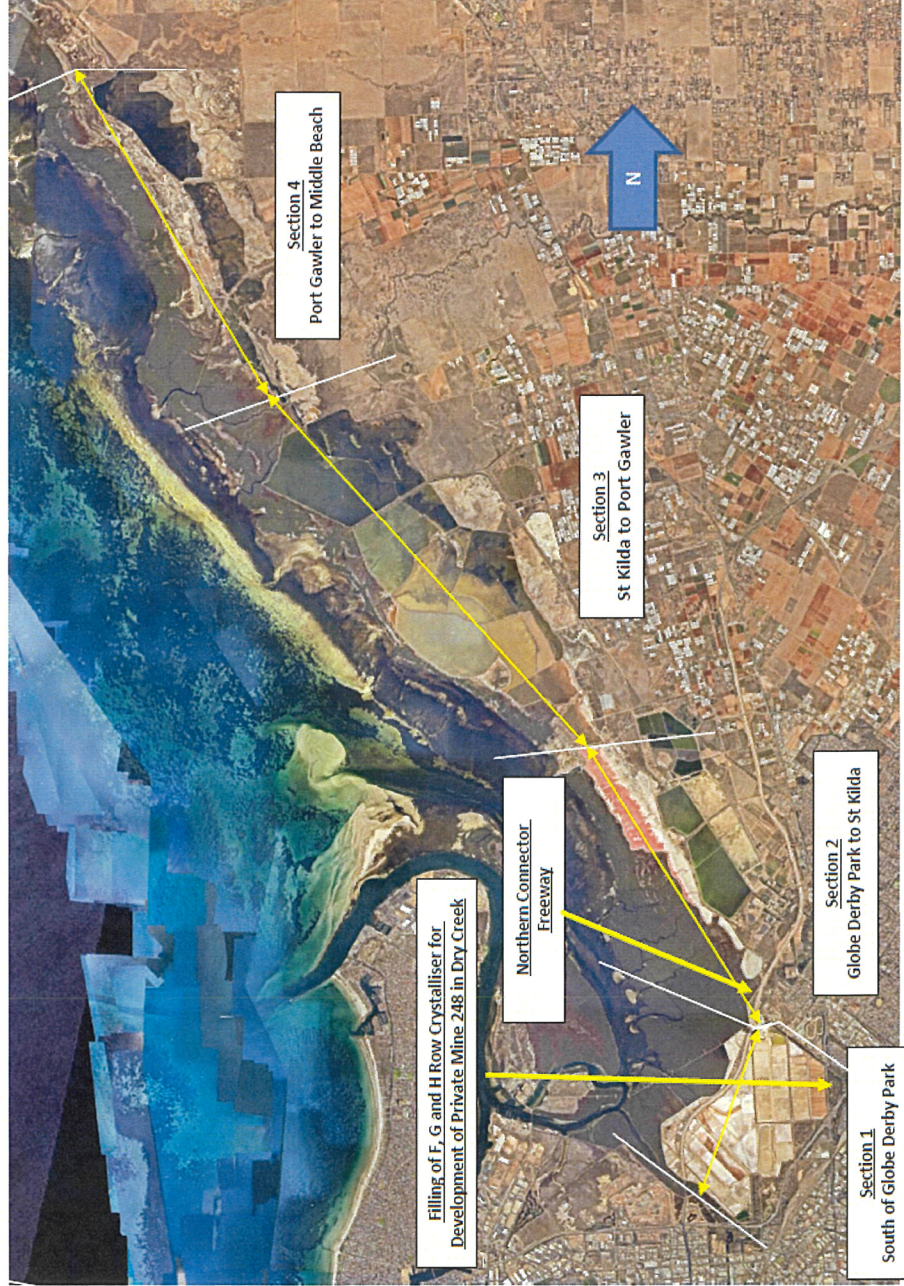 Section 4
Port Gawler to Middle Beach
N
Section 3
St Kilda to Port Gawler
Northern Connector
Freeway
Filling of F, G and H Row Crystalliser for
Development of Private Mine 248 in Dry Creek
Section 2
Globe Derby Park to St Kilda
Section 1
South of Globe Derby Park